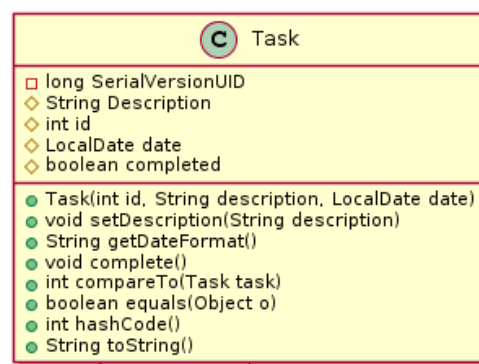 C Task
long SerialVersionUID
String Description
int id
LocalDate date
boolean completed
Task(int id, String description, LocalDate date)
void setDescription(String description)
String getDateFormat()
void complete()
int compareTo(Task task)
boolean equals(Object o)
int hashCode()
String toString()